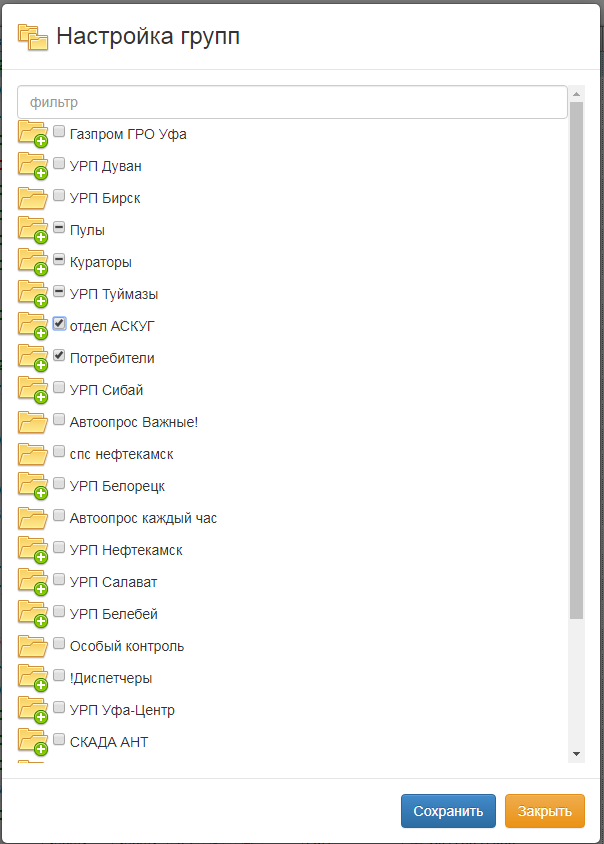 Настройка групп
фильтр
Газпром ГРО Уфа
УРП Дуван
УРП Бирск
Пулы
Кураторы
УРП Туймазы
отдел АСКУГ
Потребители
УРП Сибай
Автоопрос Важные!
спс нефтекамск
УРП Белорецк
Автоопрос каждый час
УРП Нефтекамск
УРП Салават
УРП Белебей
Особый контроль
!Диспетчеры
УРП Уфа-Центр
СКАДА АНТ
Сохранить
Закрыть